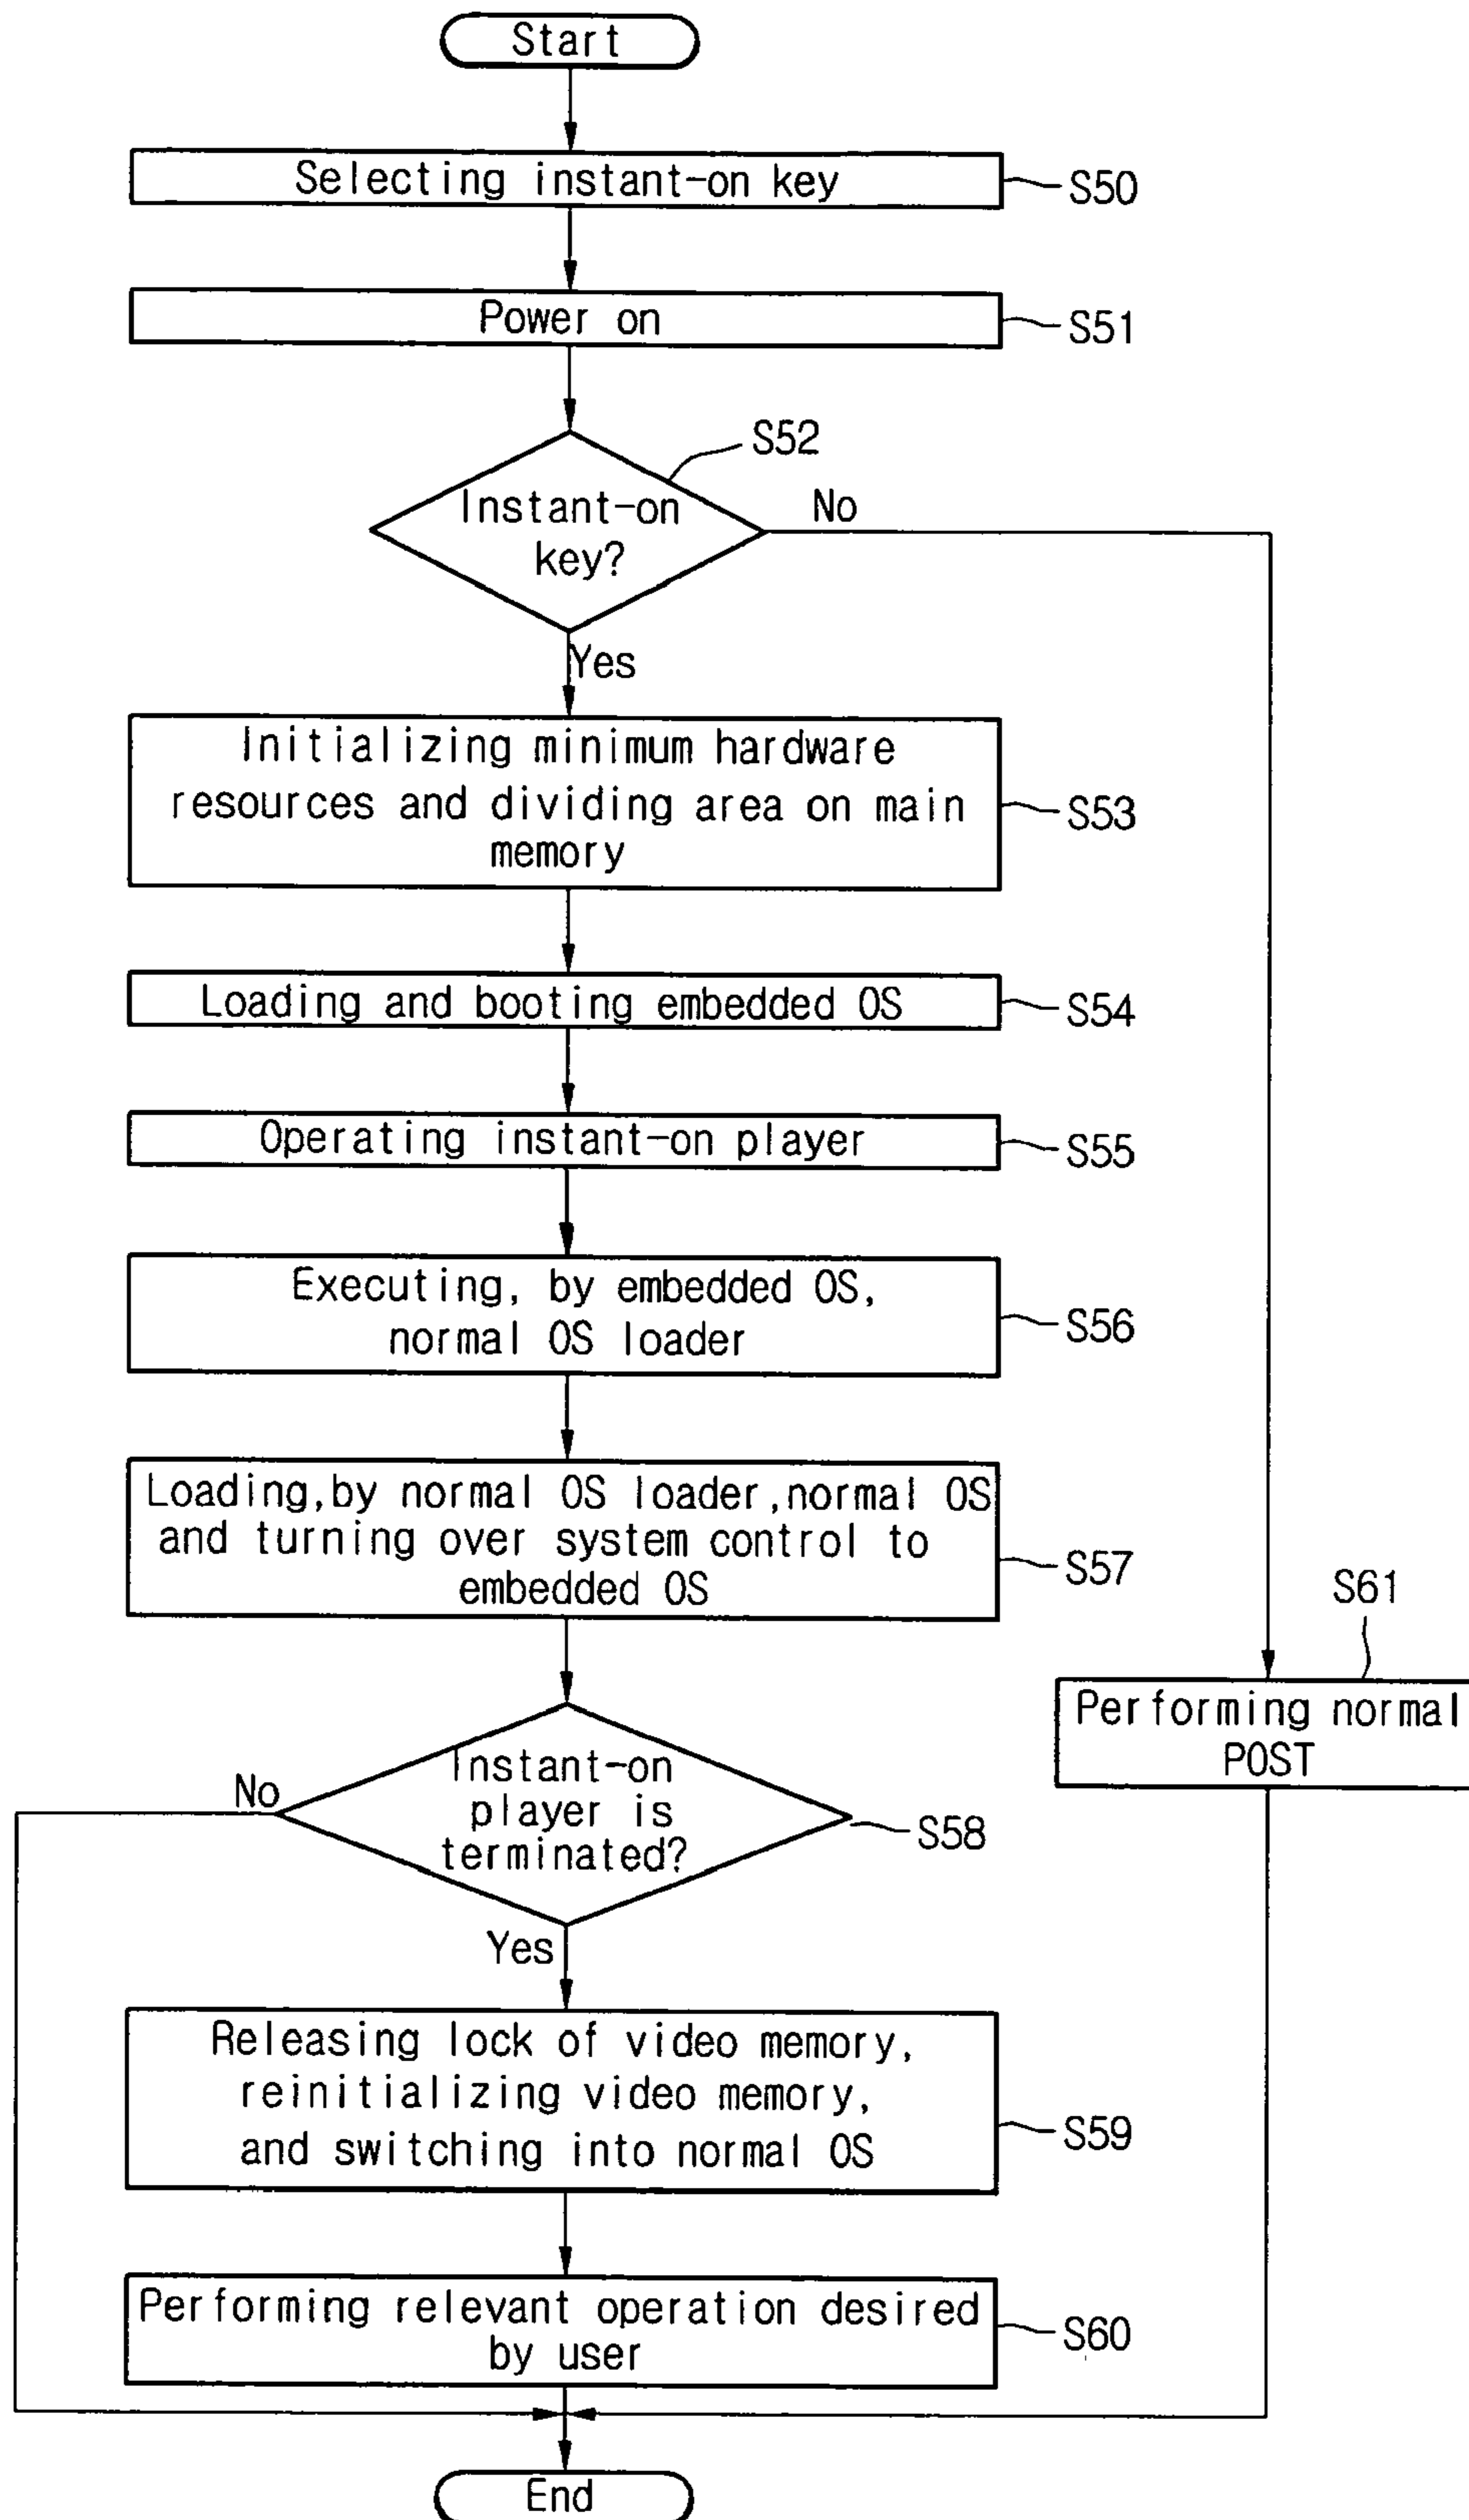 Start
Selecting instant-on key
S50
Power on
S51
S52
Instant-on
key?
No
Yes
Initializing minimum hardware
resources and dividing area on main
memory
S53
Loading and booting embedded OS
S54
Operating instant-on player
S55
Executing, by embedded OS,
normal OS loader
S56
Loading,by normal OS loader,normal OS
and turning over system control to
embedded OS
S57
S61
Performing normal
POST
Instant-on
player is
terminated?
No
S58
Yes
Releasing lock of video memory,
reinitializing video memory,
and switching into normal OS
S59
Performing relevant operation desired
by user
S60
End